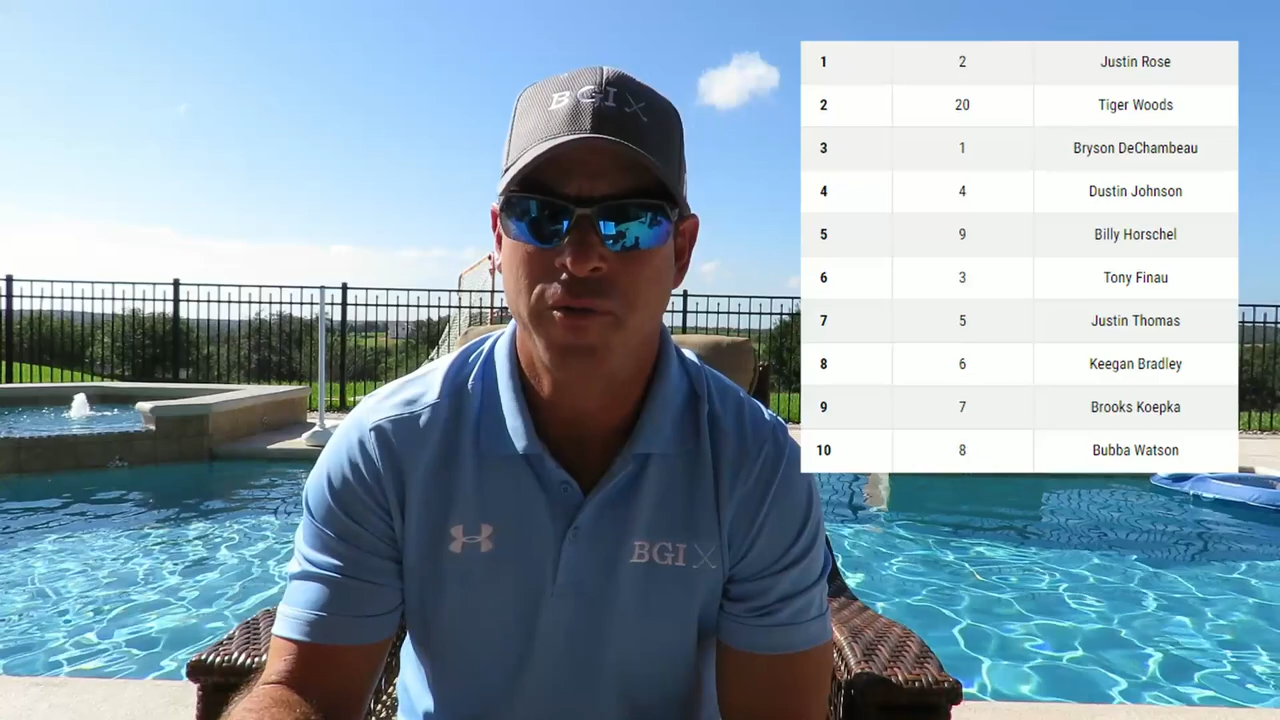 BGI
1 2 Justin Rose
2 20 Tiger Woods
3 1 Bryson DeChambeau
4 4 Dustin Johnson
5 9 Billy Horschel
6 3 Tony Finau
7 5 Justin Thomas
8 6 Keegan Bradley
9 7 Brooks Koepka
10 8 Bubba Watson
BGI